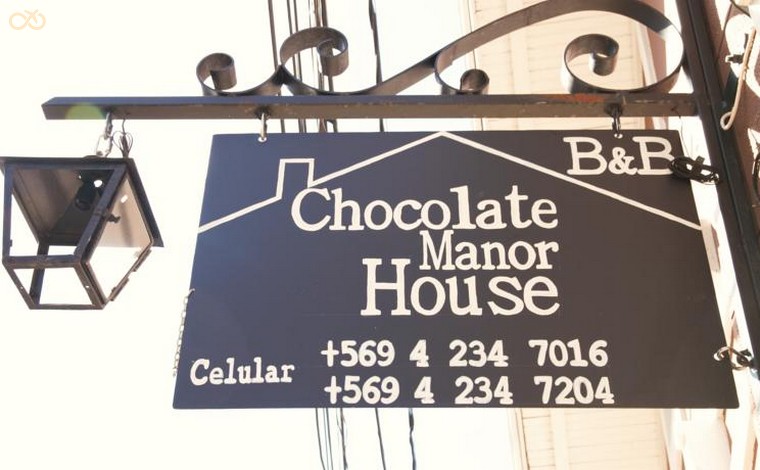 B&B
Chocolate
Manor
House
Celular +569 4 234 7016
+569 4 234 7204